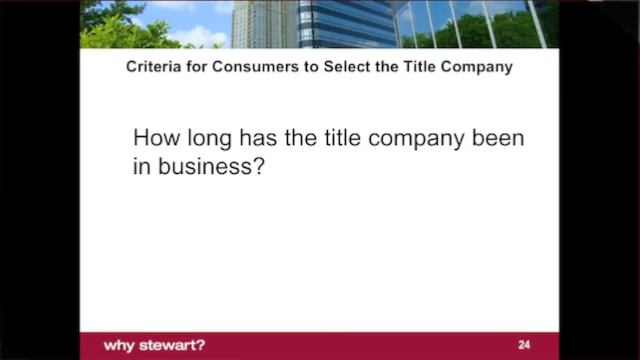 Criteria for Consumers to Select the Title Company
How long has the title company been
in business?
why stewart?
24